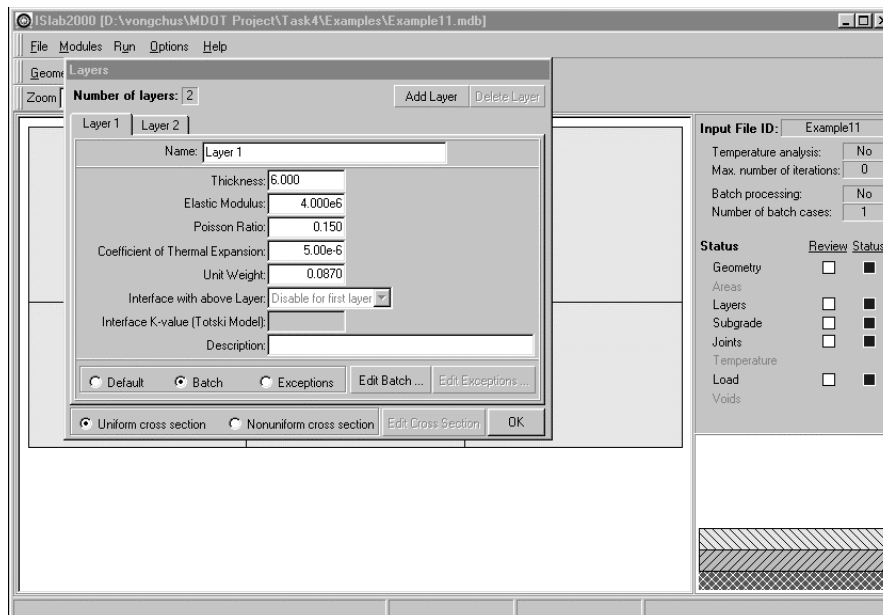 ISlab2000 [D:\vongchus\MDOT Project\Task4\Examples\Example11.mdb]
File Modules Run Options Help
Geome
Layers
Zoom
Number of layers: 2
Add Layer
Delete Layer
Layer 1
Layer 2
Name: Layer 1
Thickness: 6.000
Elastic Modulus: 4.000e6
Poisson Ratio: 0.150
Coefficient of Thermal Expansion: 5.00e-6
Unit Weight: 0.0870
Interface with above Layer: Disable for first layer
Interface K-value (Totski Model):
Description:
Default
Batch
Exceptions
Edit Batch ...
Edit Exceptions ...
Uniform cross section
Nonuniform cross section
Edit Cross Section
OK
Input File ID: Example11
Temperature analysis: No
Max. number of iterations: 0
Batch processing: No
Number of batch cases: 1
Status Review Status
Geometry
Areas
Layers
Subgrade
Joints
Temperature
Load
Voids